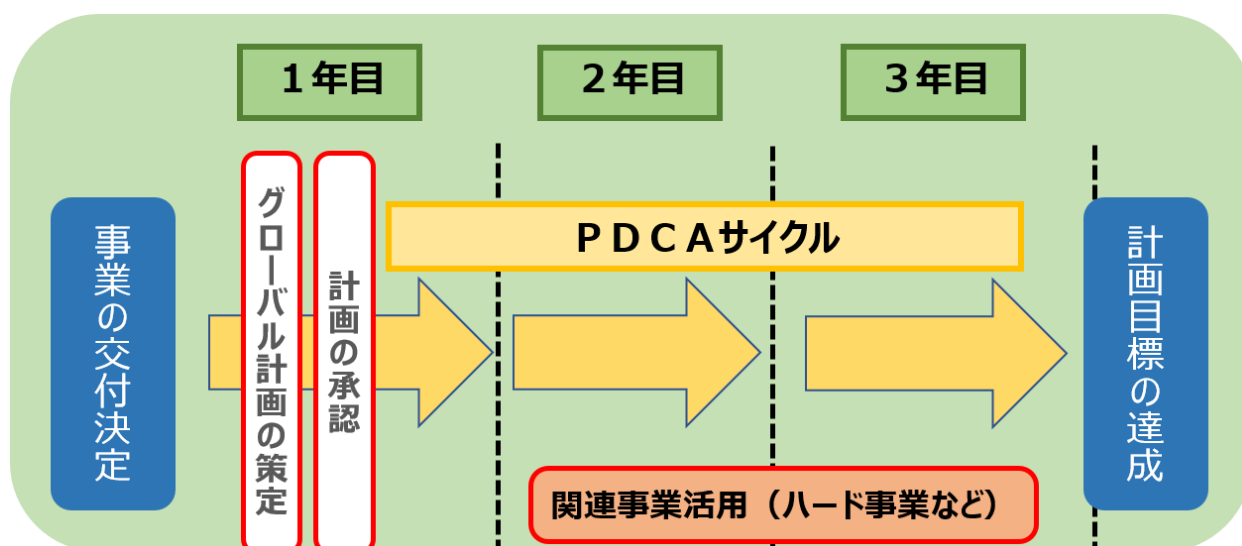 １年目
２年目
３年目
事業の交付決定
グローバル計画の策定
計画の承認
ＰＤＣＡサイクル
計画目標の達成
関連事業活用（ハード事業など）